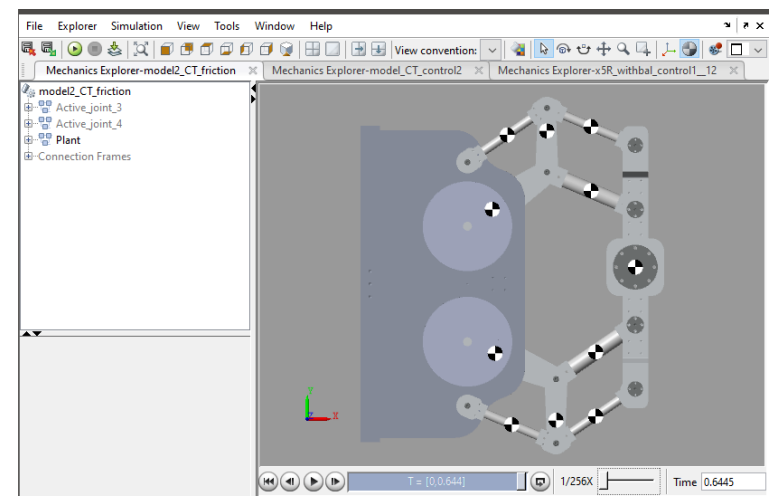 File Explorer Simulation View Tools Window Help
View convention:
Mechanics Explorer-model2_CT_friction Mechanics Explorer-model_CT_control2 Mechanics Explorer-x5R_withbal_control1__12
model2_CT_friction
Active_joint_3
Active_joint_4
Plant
Connection Frames
Y
Z X
T = [0,0.644] 1/256X Time 0.6445